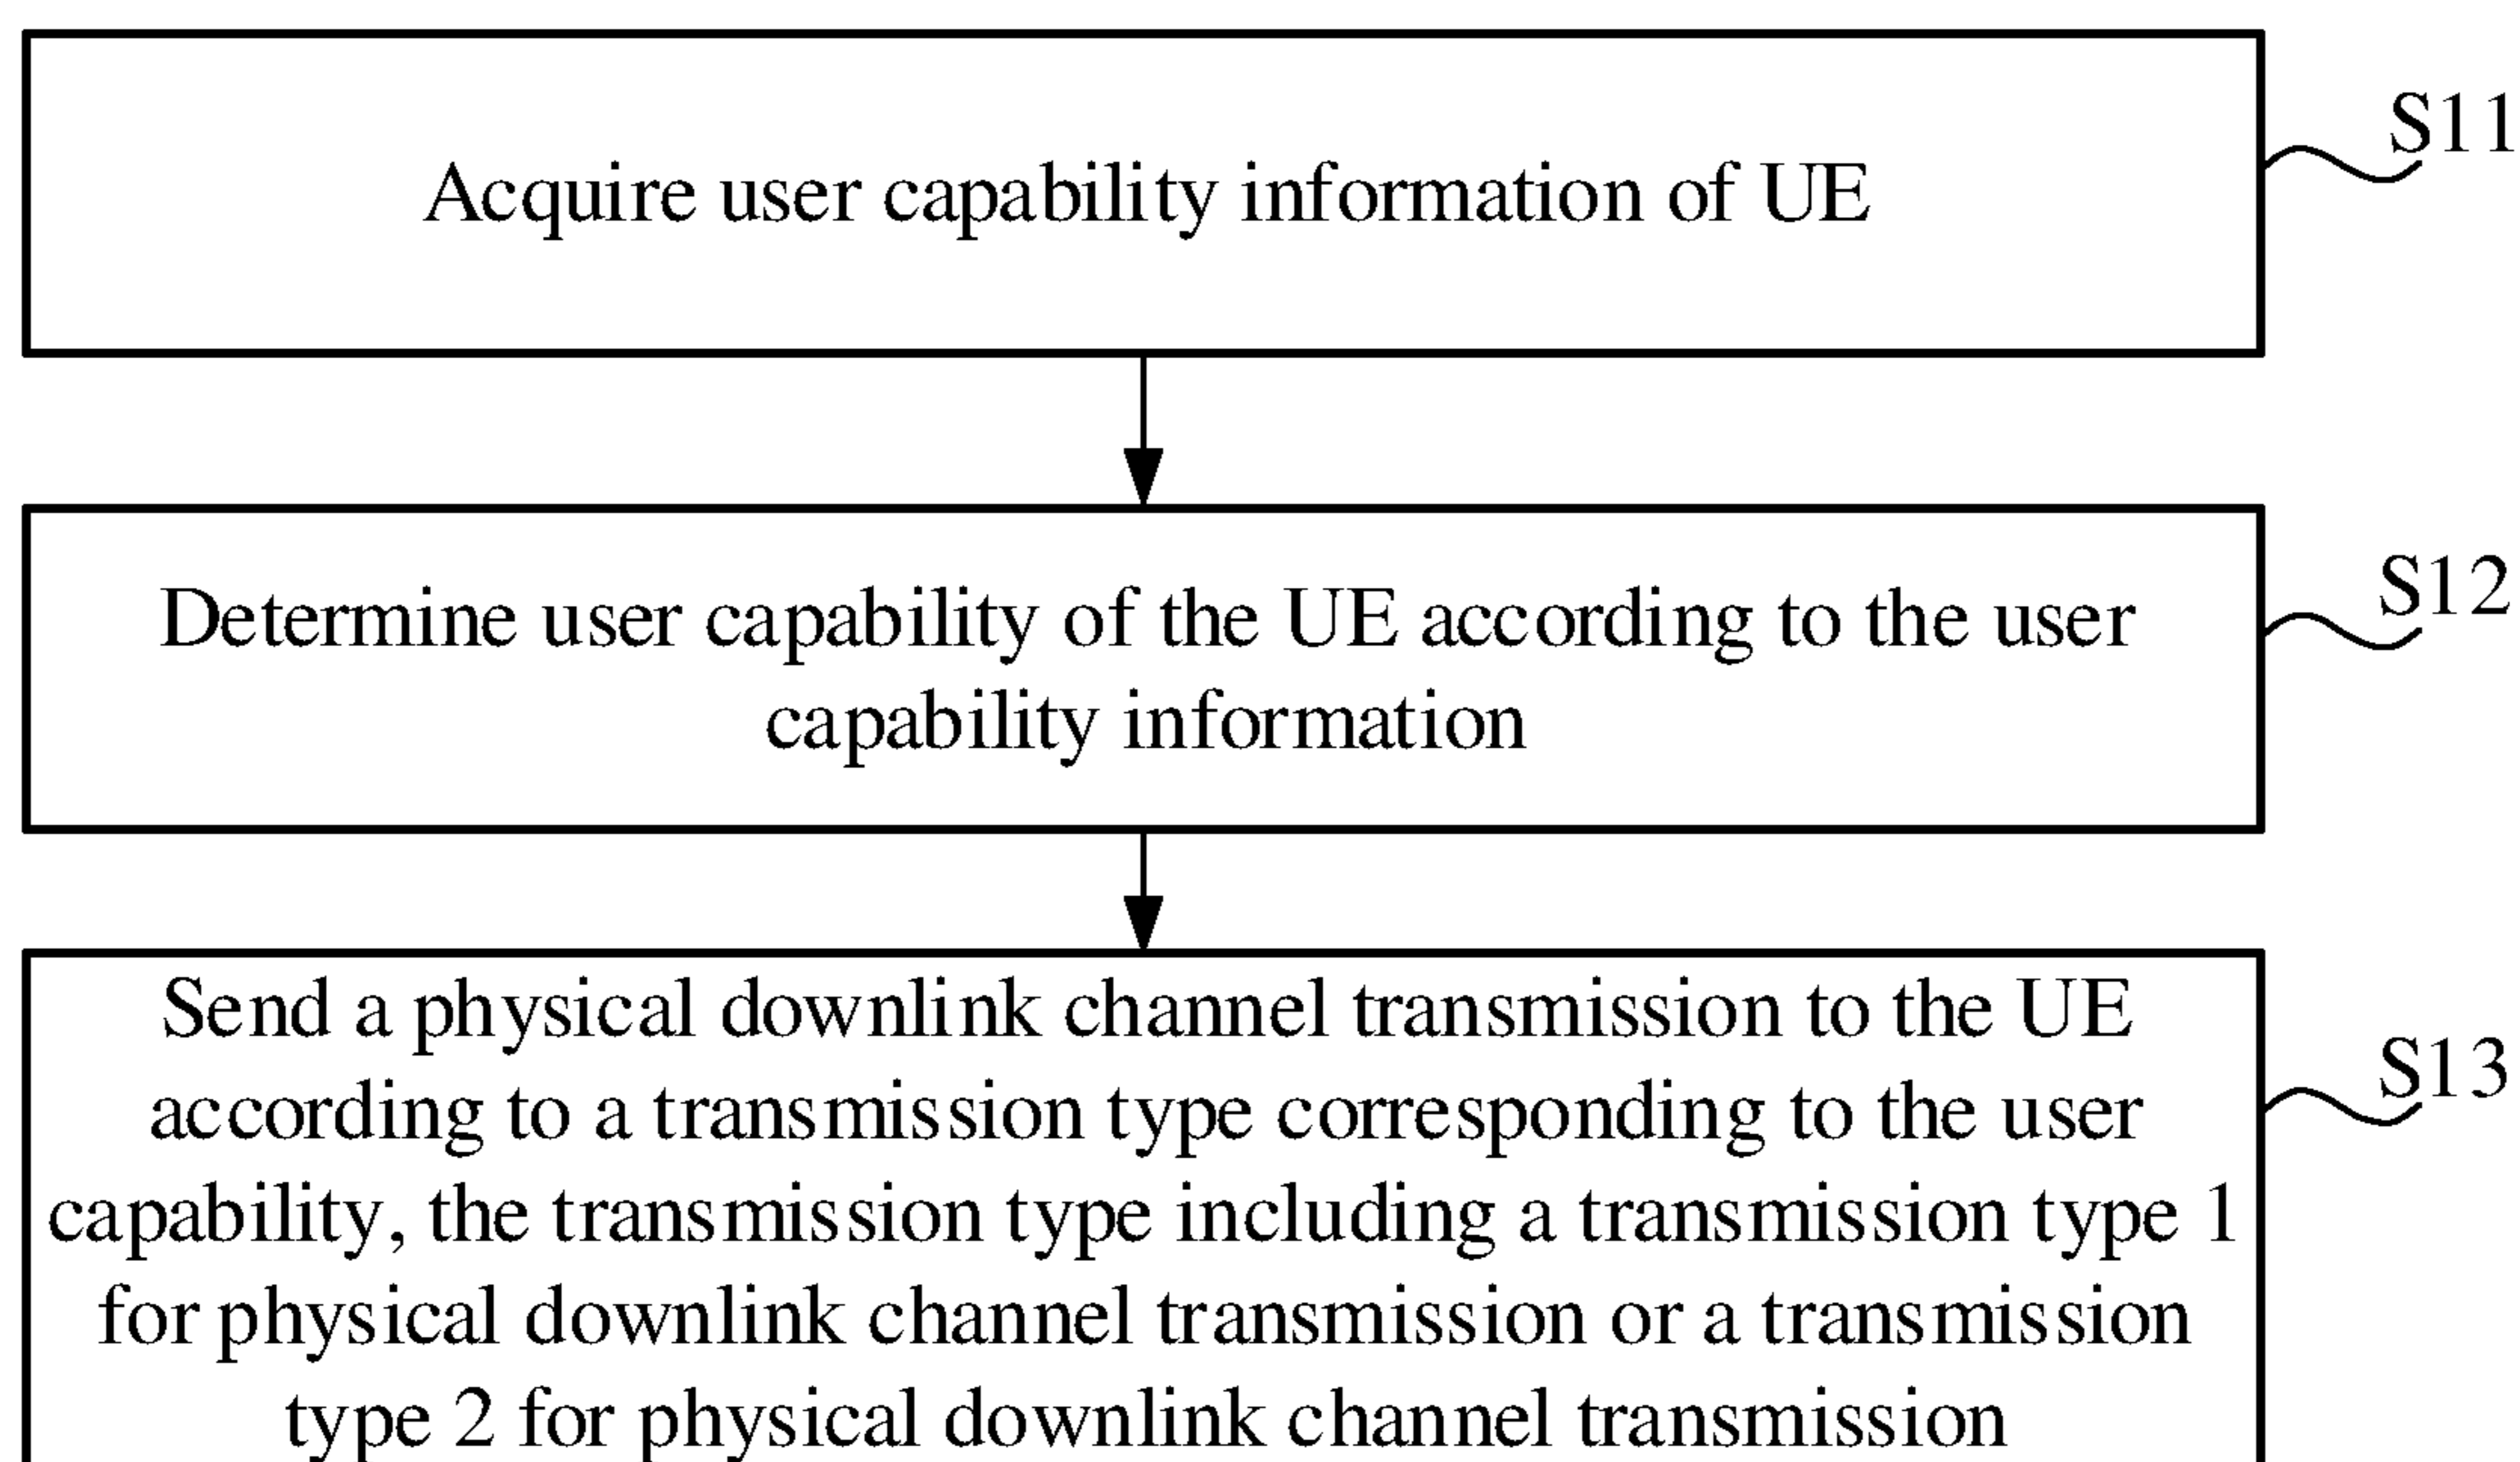 Acquire user capability information of UE
S11
Determine user capability of the UE according to the user
capability information
S12
Send a physical downlink channel transmission to the UE
according to a transmission type corresponding to the user
capability, the transmission type including a transmission type 1
for physical downlink channel transmission or a transmission
type 2 for physical downlink channel transmission
S13